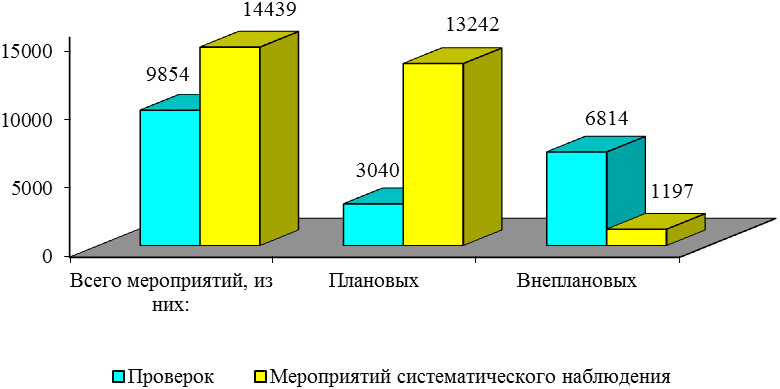 14439
13242
15000
9854
10000
6814
3040
5000
1197
0
Всего мероприятий, из
них:
Плановых
Внеплановых
Проверок
Мероприятий систематического наблюдения